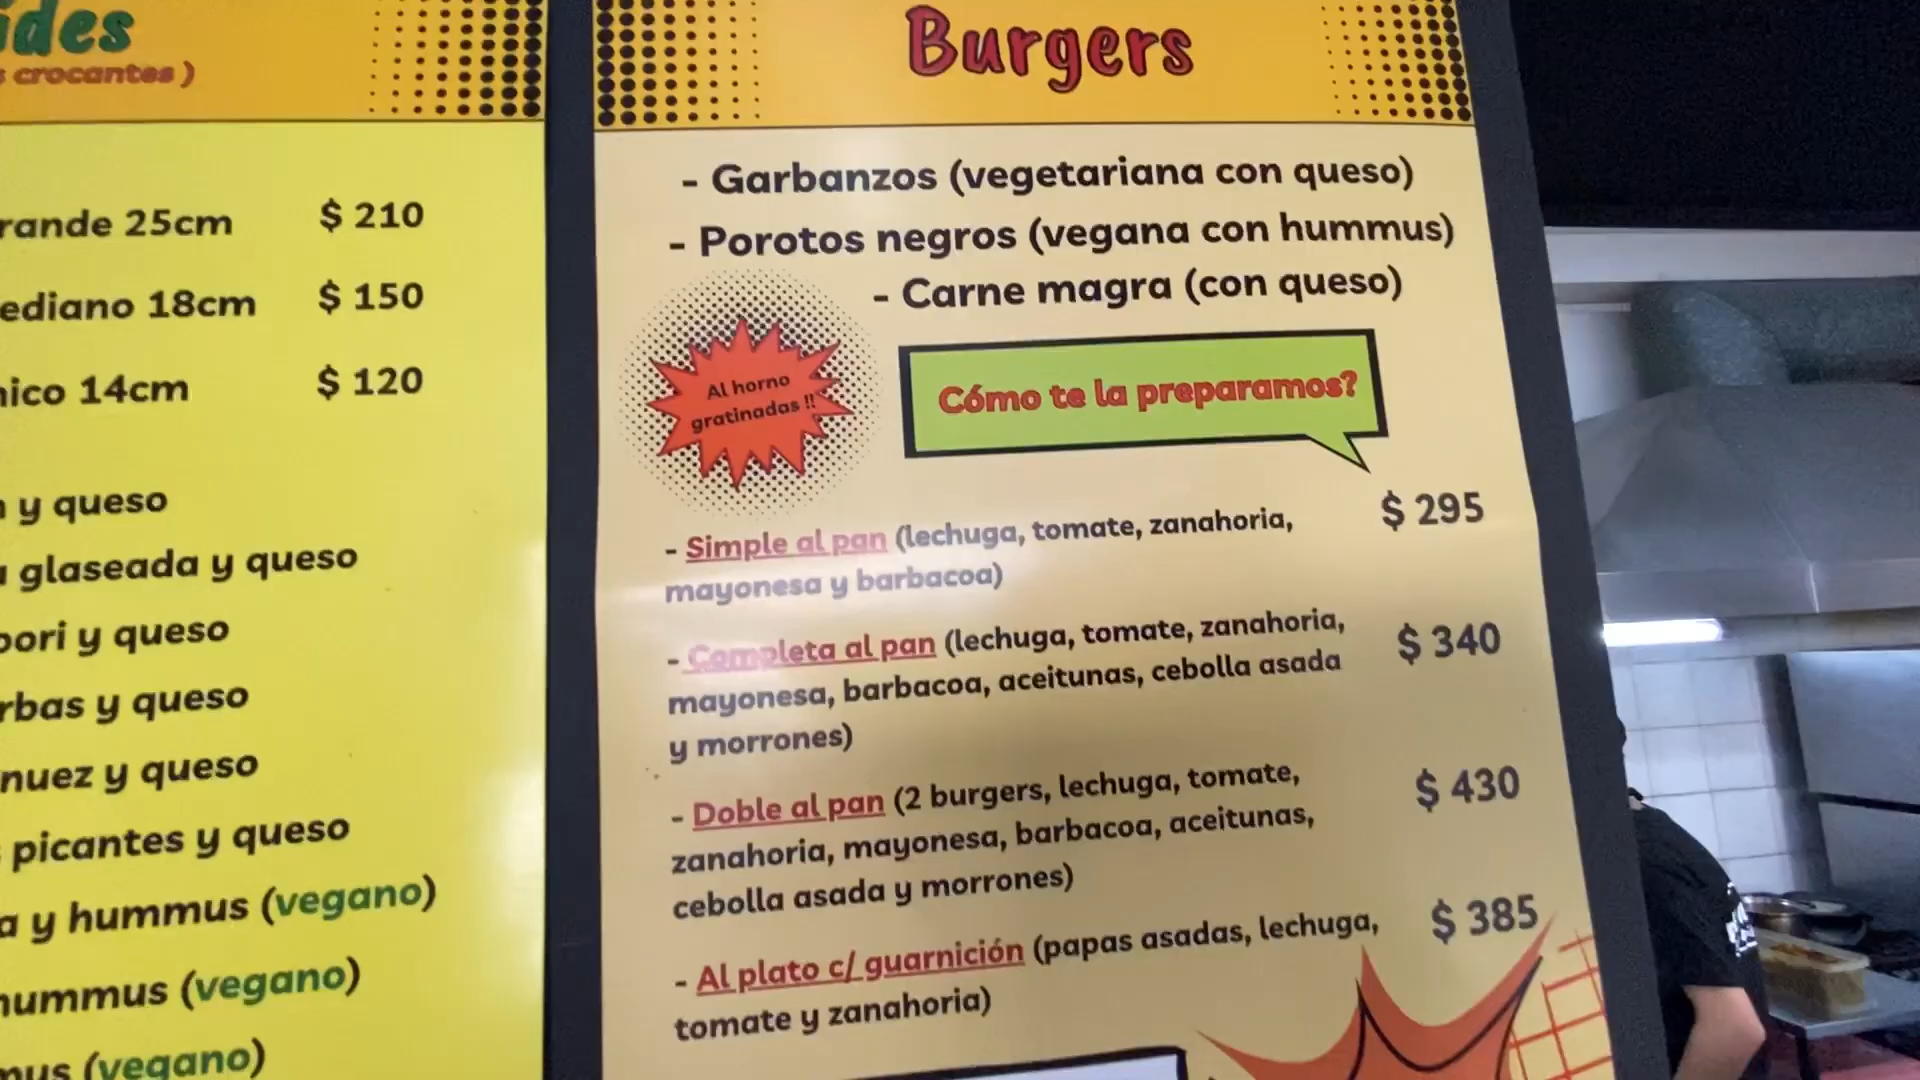 crocantes )
25cm $ 210
18cm $ 150
14cm $ 120
y queso
glaseada y queso
y queso
y queso
nuez y queso
picantes y queso
y hummus (vegano)
hummus (vegano)
(vegano)
Burgers
- Garbanzos (vegetariana con queso)
- Porotos negros (vegana con hummus)
- Carne magra (con queso)
Al horno
gratinadas !!
Cómo te la preparamos?
- Simple al pan (lechuga, tomate, zanahoria, $ 295
mayonesa y barbacoa)
- Completa al pan (lechuga, tomate, zanahoria, $ 340
mayonesa, barbacoa, aceitunas, cebolla asada
y morrones)
- Doble al pan (2 burgers, lechuga, tomate, $ 430
zanahoria, mayonesa, barbacoa, aceitunas,
cebolla asada y morrones)
- Al plato c/ guarnición (papas asadas, lechuga, $ 385
tomate y zanahoria)